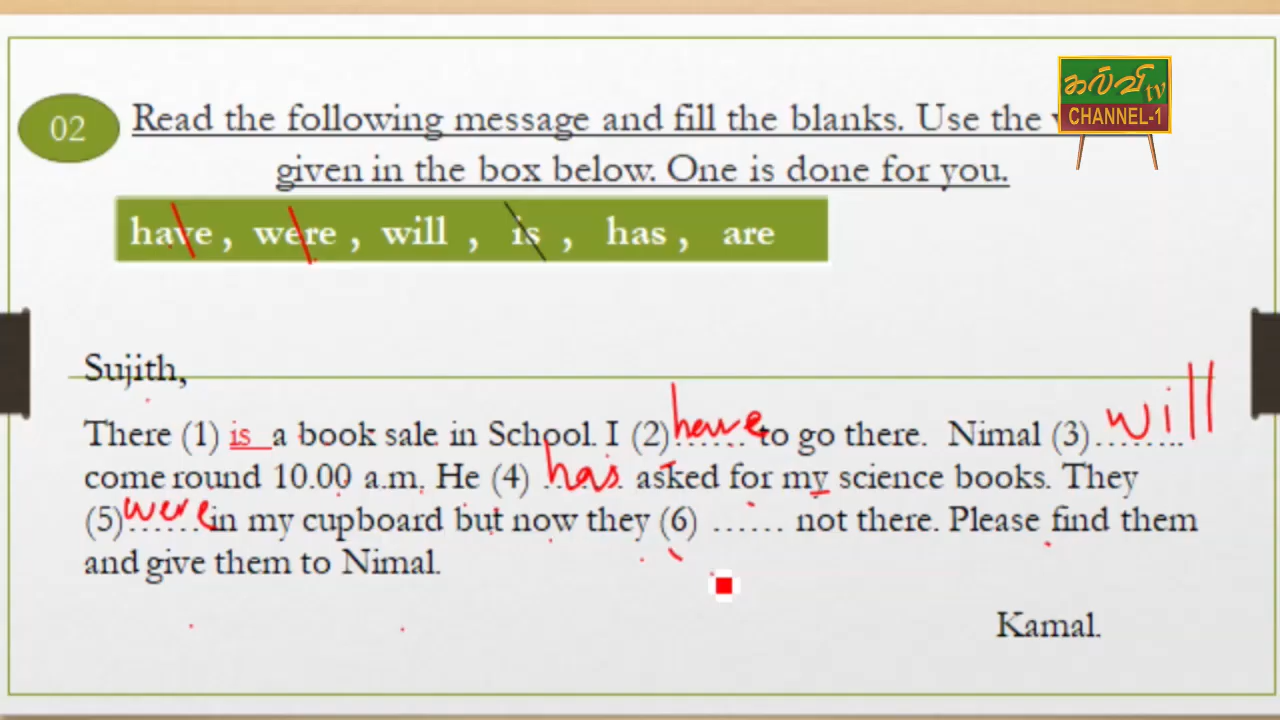 02
Read the following message and fill the blanks. Use the
given in the box below. One is done for you.
கல்வி tv
CHANNEL-1
have , were , will , is , has , are
Sujith,
There (1) is a book sale in School. I (2) have to go there. Nimal (3) will
come round 10.00 a.m. He (4) has asked for my science books. They
(5) were in my cupboard but now they (6) ...... not there. Please find them
and give them to Nimal.
Kamal.